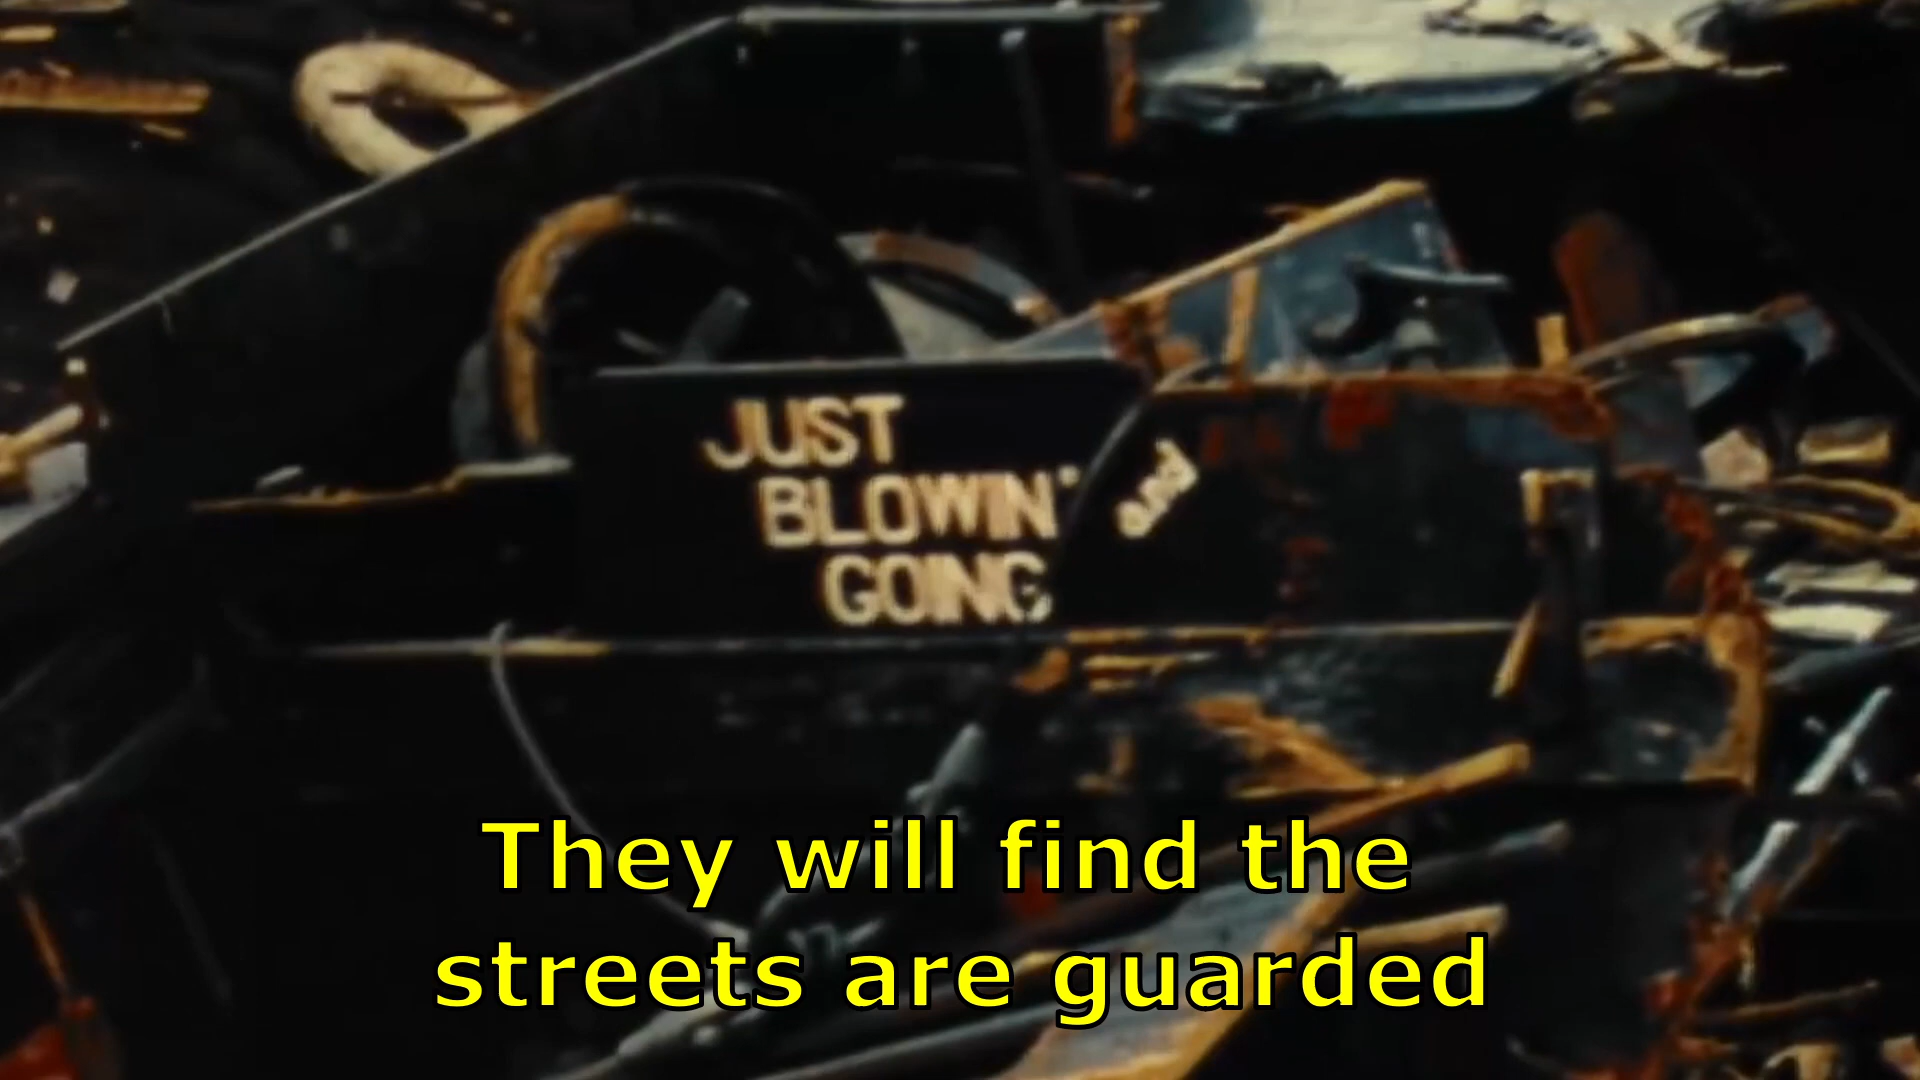 JUST
BLOWIN'
GOING
They will find the
streets are guarded